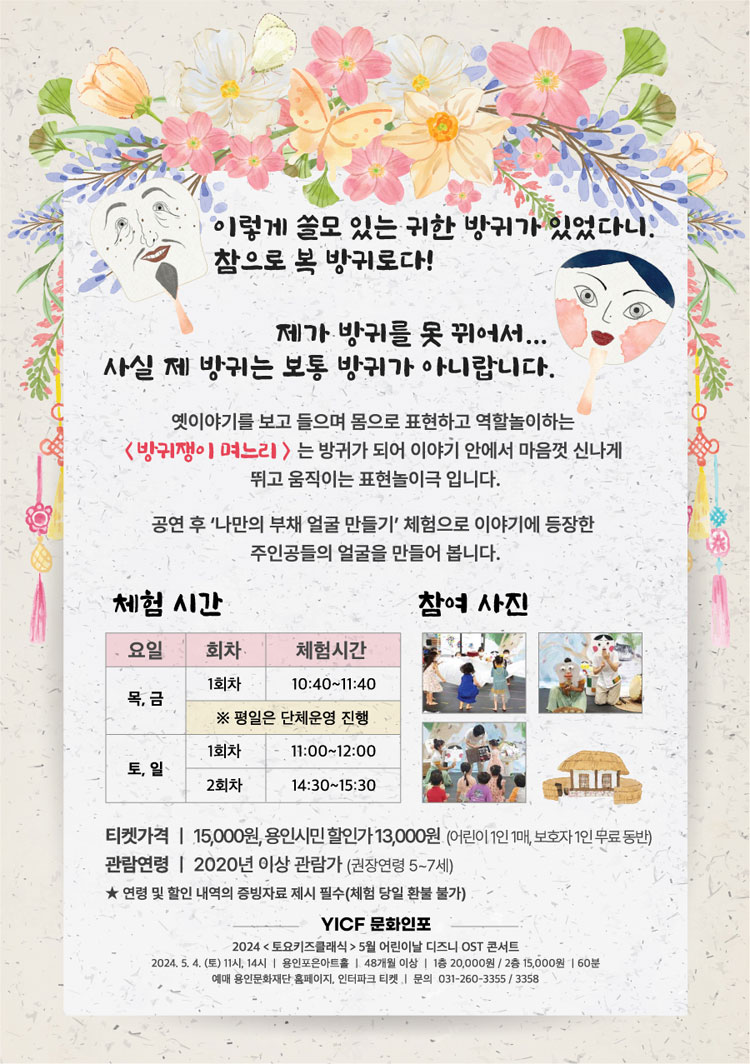 이렇게 쓸모 있는 귀한 방귀가 있었다니.
참으로 복 방귀로다!
제가 방귀를 못 뀌어서...
사실 제 방귀는 보통 방귀가 아니랍니다.
옛이야기를 보고 들으며 몸으로 표현하고 역할놀이하는
<방귀쟁이 며느리> 는 방귀가 되어 이야기 안에서 마음껏 신나게
뛰고 움직이는 표현놀이극 입니다.
공연 후 '나만의 부채 얼굴 만들기' 체험으로 이야기에 등장한
주인공들의 얼굴을 만들어 봅니다.
체험 시간
요일 회차 체험시간
목, 금 1회차 10:40~11:40
※ 평일은 단체운영 진행
토, 일 1회차 11:00~12:00
2회차 14:30~15:30
참여 사진
티켓가격 | 15,000원, 용인시민 할인가 13,000원 (어린이 1인 1매, 보호자 1인 무료 동반)
관람연령 | 2020년 이상 관람가 (권장연령 5~7세)
★ 연령 및 할인 내역의 증빙자료 제시 필수(체험 당일 환불 불가)
YICF 문화인포
2024 <토요키즈클래식> 5월 어린이날 디즈니 OST 콘서트
2024. 5. 4. (토) 11시, 14시 | 용인포은아트홀 | 48개월 이상 | 1층 20,000원 / 2층 15,000원 | 60분
예매 용인문화재단 홈페이지, 인터파크 티켓 | 문의 031-260-3355 / 3358